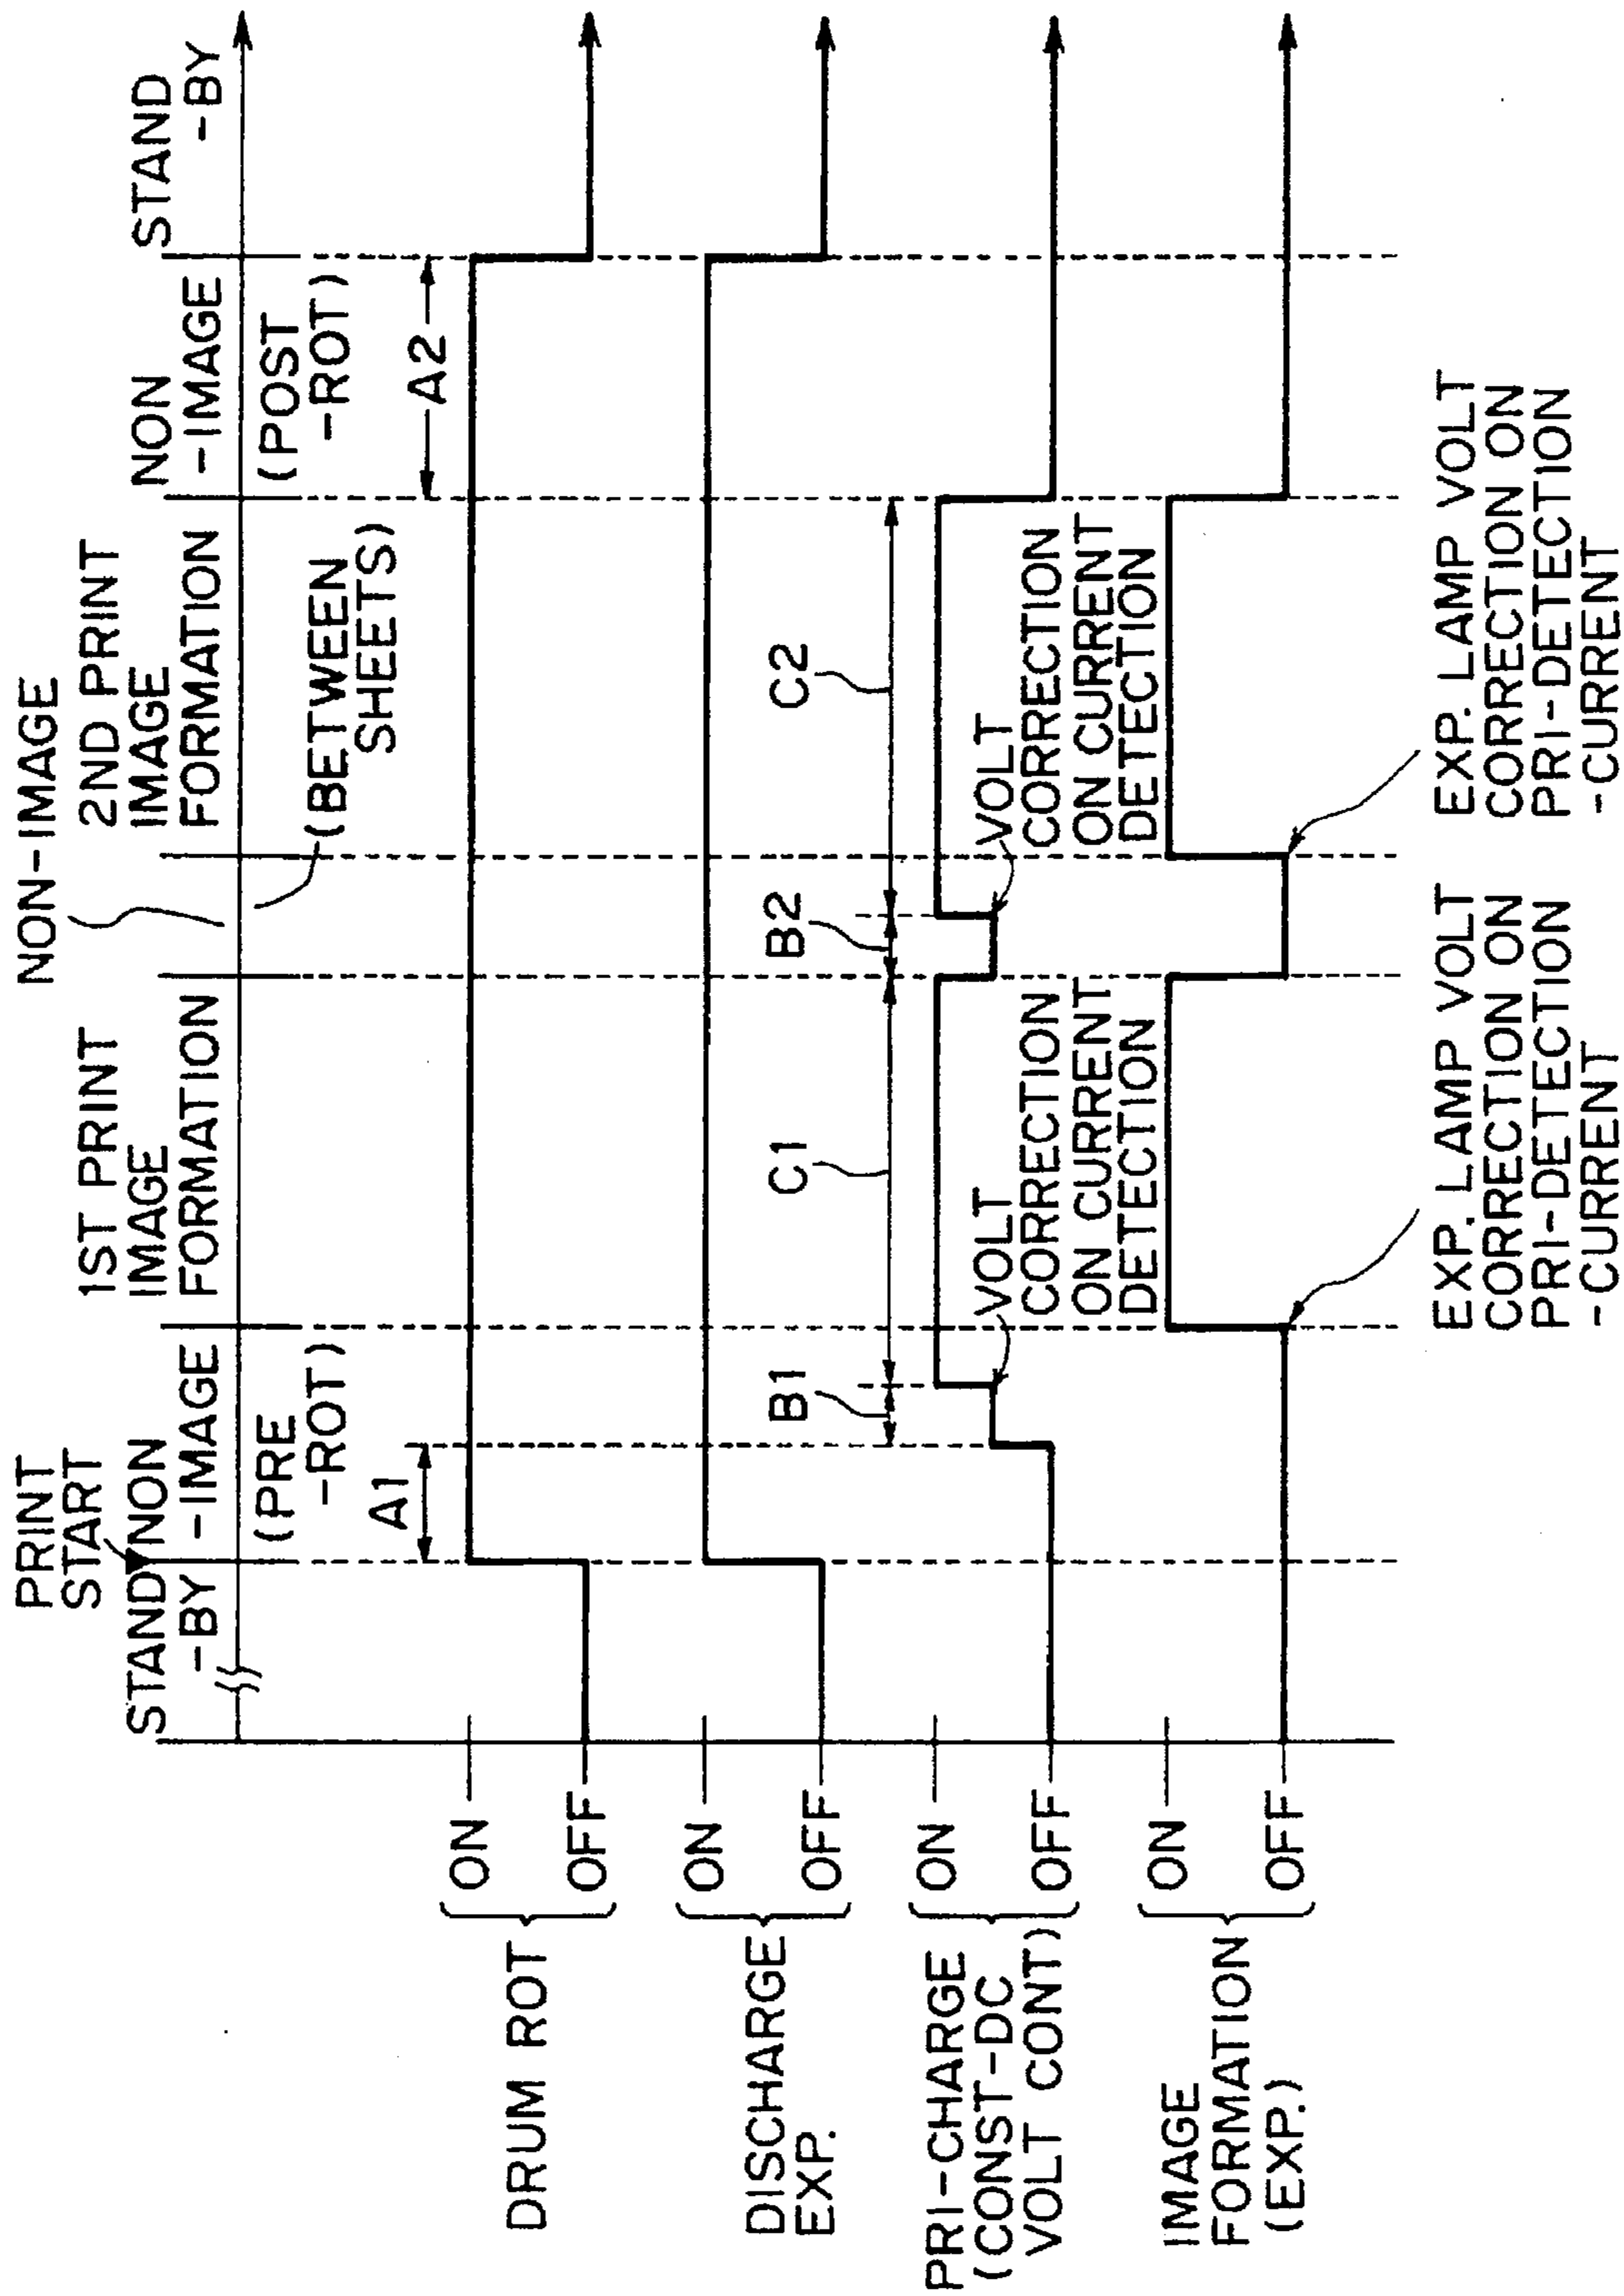 PRINT
START
STAND
-BY
NON
-IMAGE
(PRE
-ROT)
1ST PRINT
IMAGE
FORMATION
NON-IMAGE
(BETWEEN
SHEETS)
2ND PRINT
IMAGE
FORMATION
NON
-IMAGE
(POST
-ROT)
STAND
-BY
DRUM ROT
ON
OFF
A1
A2
DISCHARGE
EXP.
ON
OFF
PRI-CHARGE
(CONST-DC
VOLT CONT)
ON
OFF
B1
C1
B2
C2
VOLT
CORRECTION
ON CURRENT
DETECTION
VOLT
CORRECTION
ON CURRENT
DETECTION
IMAGE
FORMATION
(EXP.)
ON
OFF
EXP. LAMP VOLT
CORRECTION ON
PRI-DETECTION
-CURRENT
EXP. LAMP VOLT
CORRECTION ON
PRI-DETECTION
-CURRENT